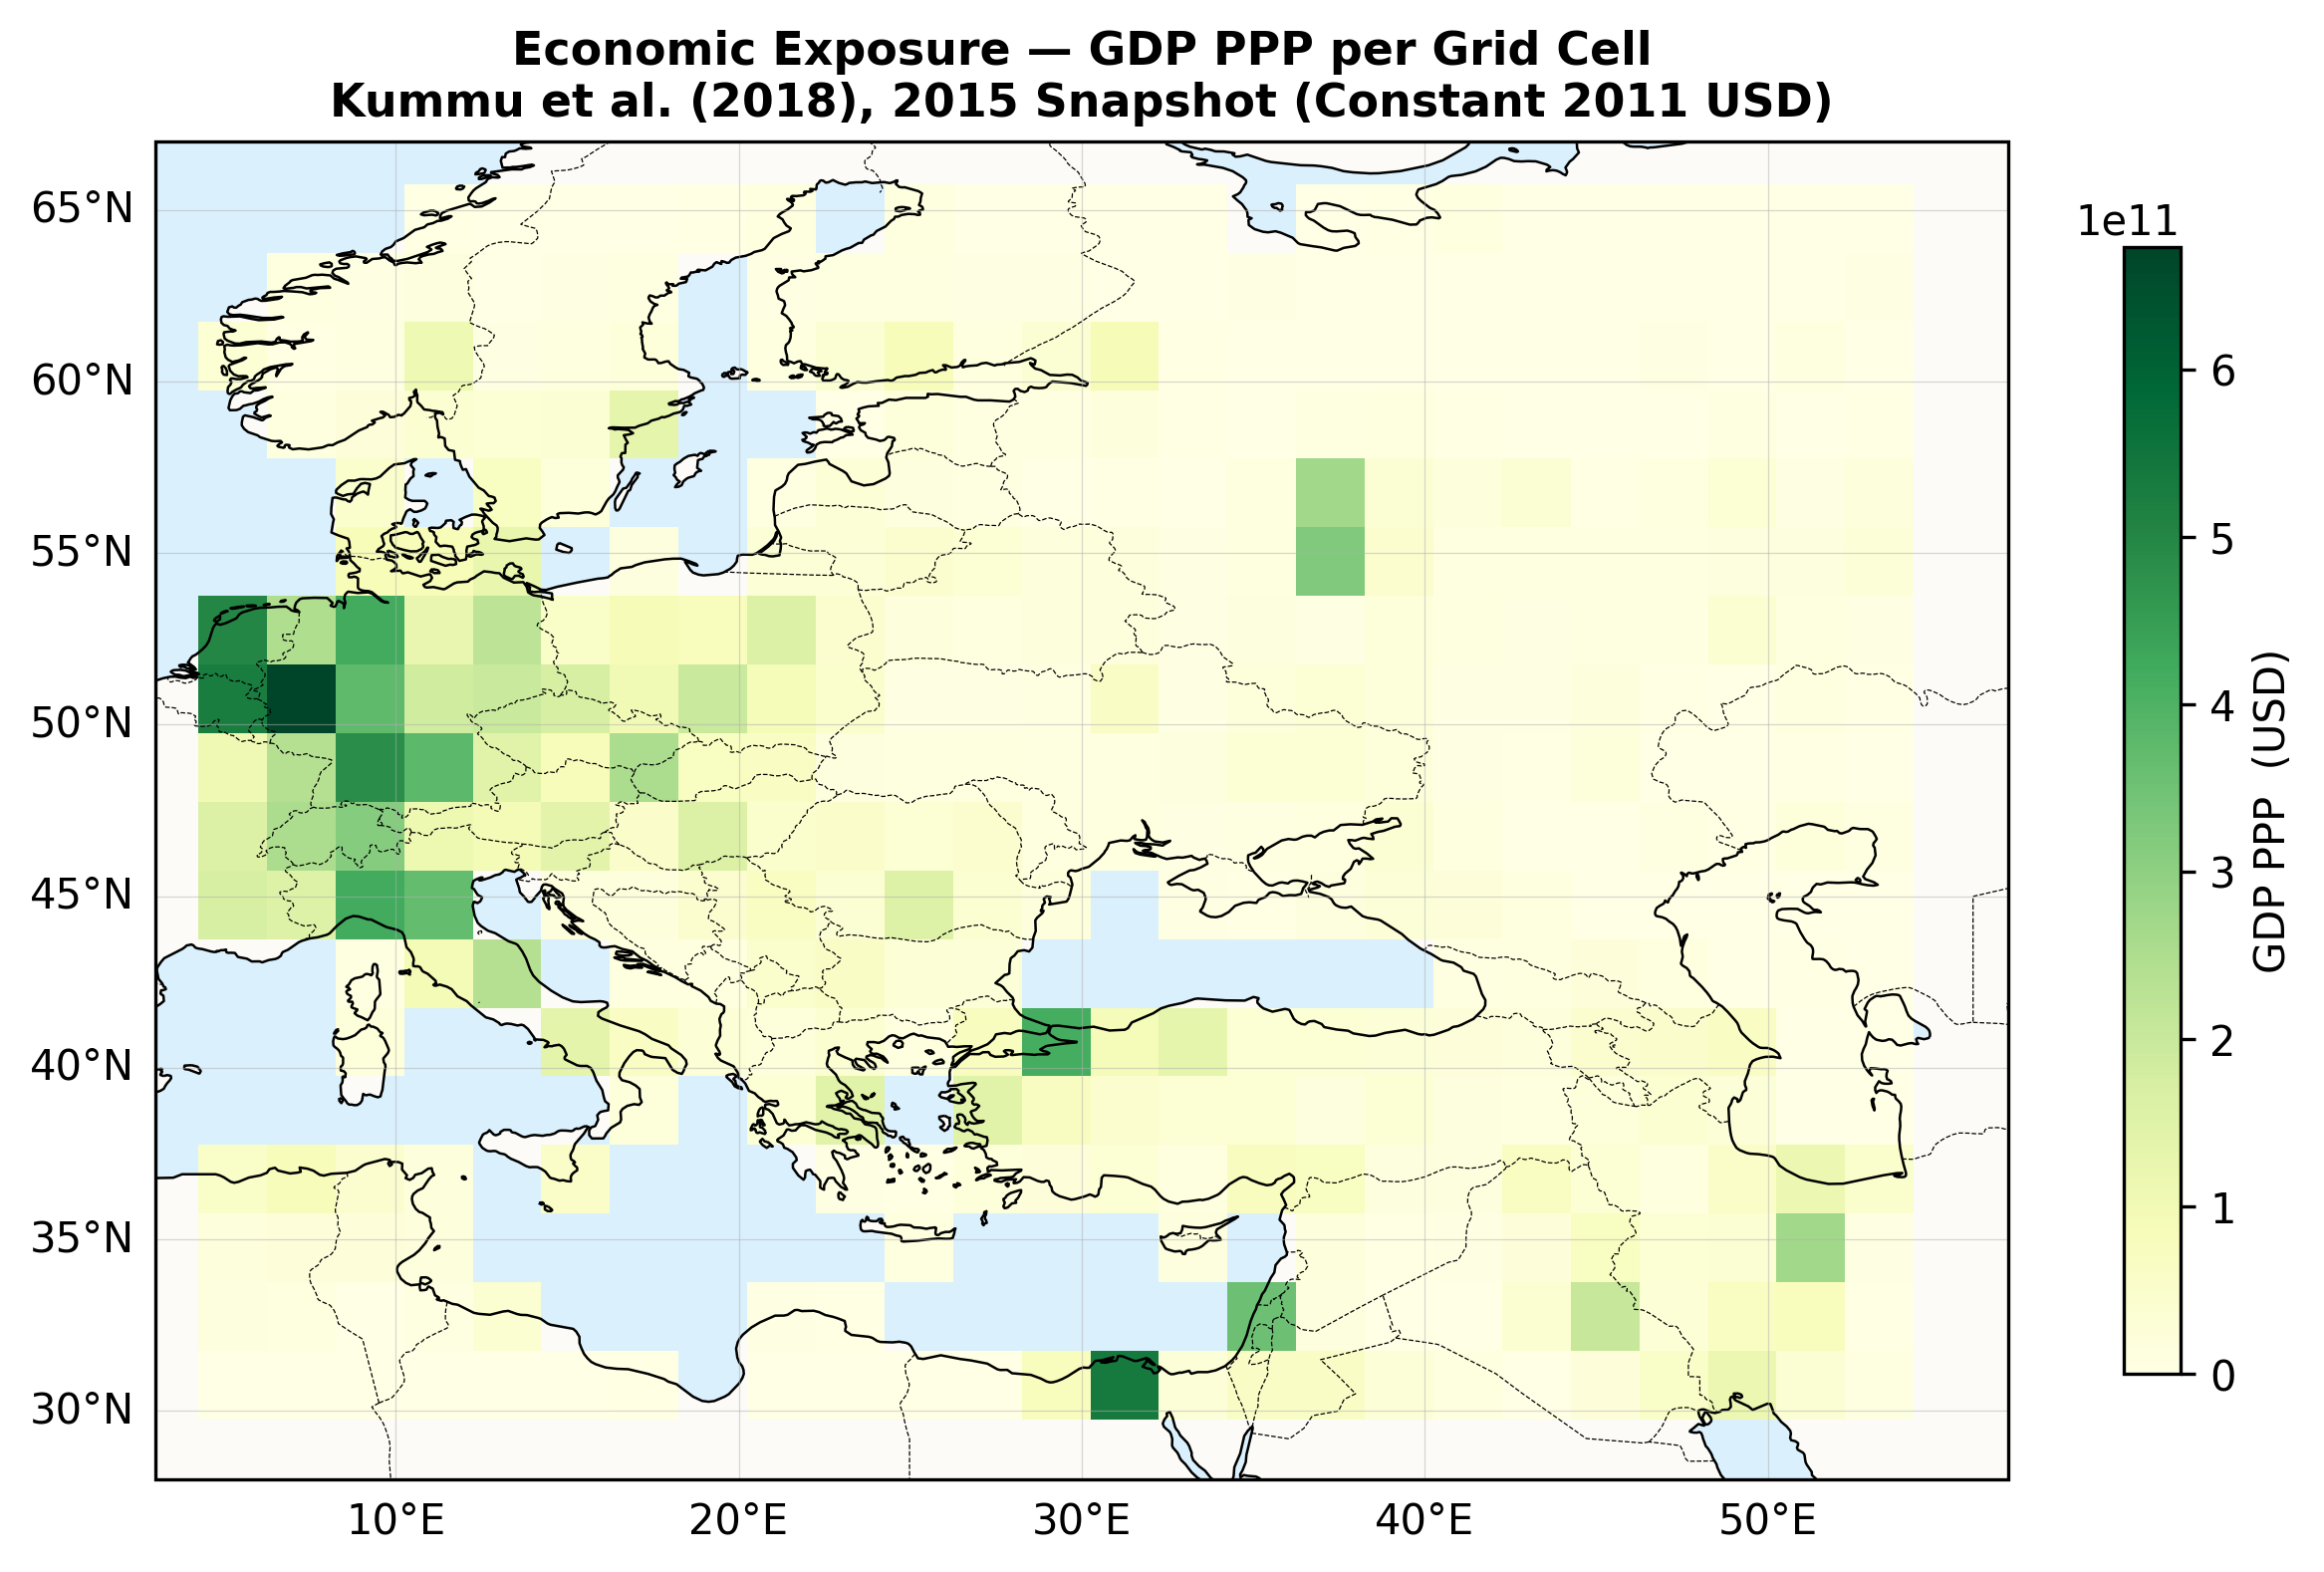 Economic Exposure — GDP PPP per Grid Cell
Kummu et al. (2018), 2015 Snapshot (Constant 2011 USD)
65°N
60°N
55°N
50°N
45°N
40°N
35°N
30°N
10°E
20°E
30°E
40°E
50°E
1e11
6
5
4
3
2
1
0
GDP PPP (USD)